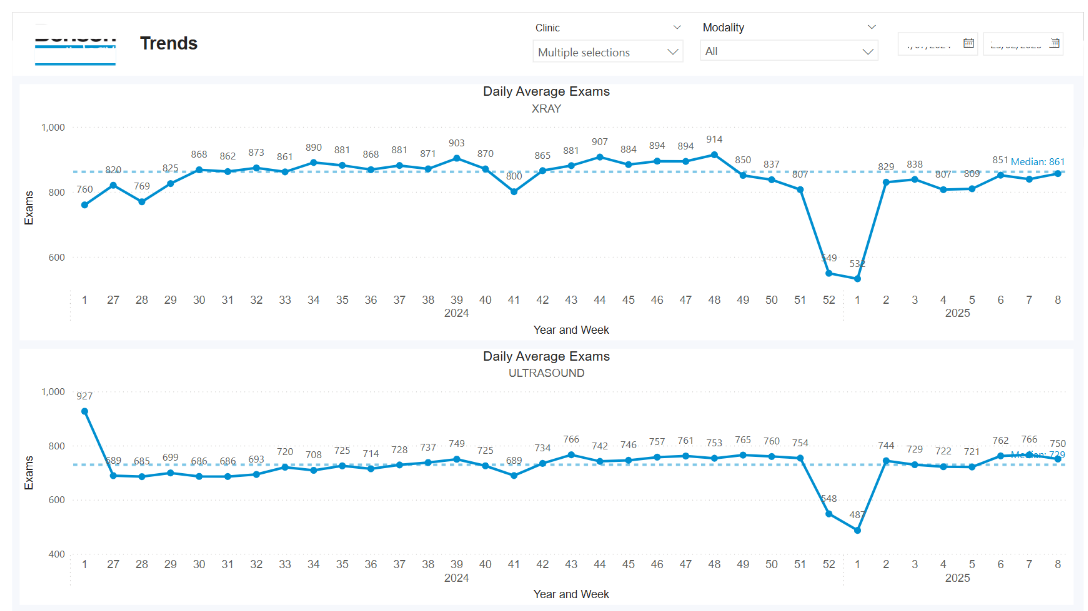 Clinic
Modality
Trends
Multiple selections
All
Daily Average Exams
XRAY
1,000
800
600
Exams
760 820 769 825 868 862 873 861 890 881 868 881 871 903 870 800 865 881 907 884 894 894 914 850 837 807 549 532 829 838 807 809 851
Median: 861
1 27 28 29 30 31 32 33 34 35 36 37 38 39 40 41 42 43 44 45 46 47 48 49 50 51 52 1 2 3 4 5 6 7 8
2024 2025
Year and Week
Daily Average Exams
ULTRASOUND
1,000
800
600
400
Exams
927 689 685 699 686 686 693 720 708 725 714 728 737 749 725 689 734 766 742 746 757 761 753 765 760 754 548 487 744 729 722 721 762 766 750
Median: 729
1 27 28 29 30 31 32 33 34 35 36 37 38 39 40 41 42 43 44 45 46 47 48 49 50 51 52 1 2 3 4 5 6 7 8
2024 2025
Year and Week